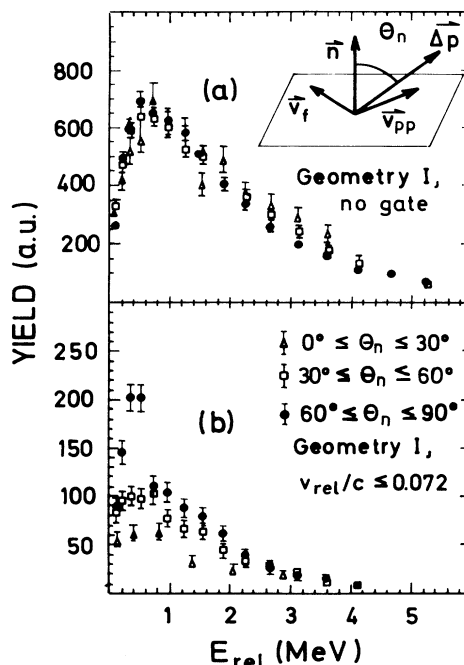 800
600
400
200
(a)
n
Θn
Δp
vf
vpp
Geometry I,
no gate
YIELD (a.u.)
250
200
150
100
50
(b)
0° ≤ Θn ≤ 30°
30° ≤ Θn ≤ 60°
60° ≤ Θn ≤ 90°
Geometry I,
vrel/c ≤ 0.072
0 1 2 3 4 5
Erel (MeV)